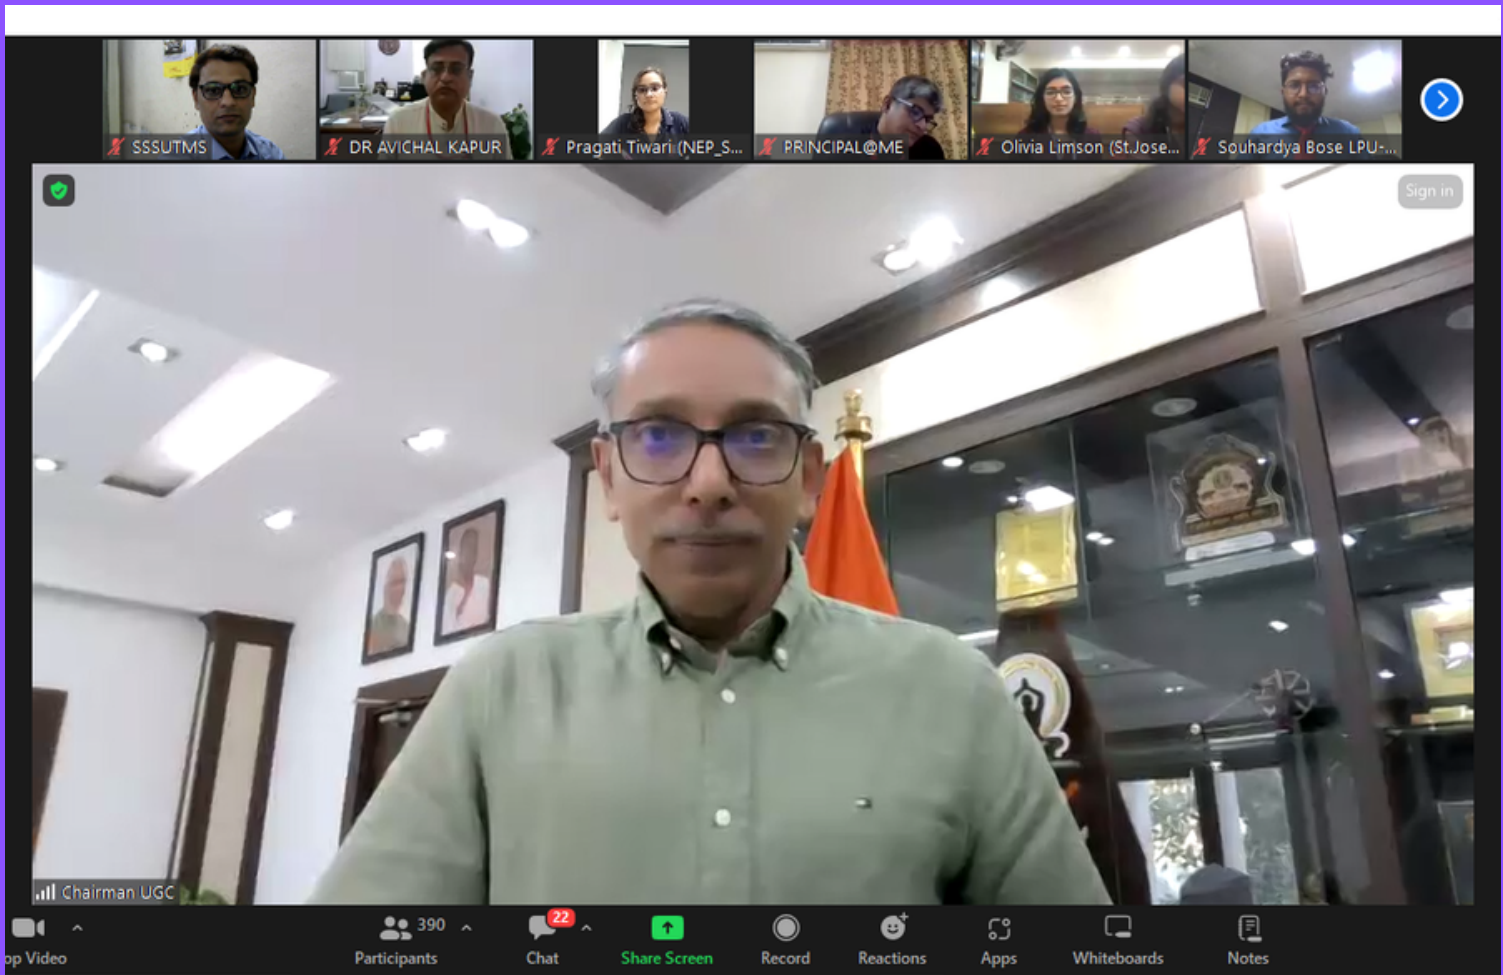 SSSUTMS
DR AVICHAL KAPUR
Pragati Tiwari (NEP_S...
PRINCIPAL@ME
Olivia Limson (St.Jose...
Souhardya Bose LPU-...
Sign in
Chairman UGC
op Video
390
Participants
22
Chat
Share Screen
Record
Reactions
Apps
Whiteboards
Notes